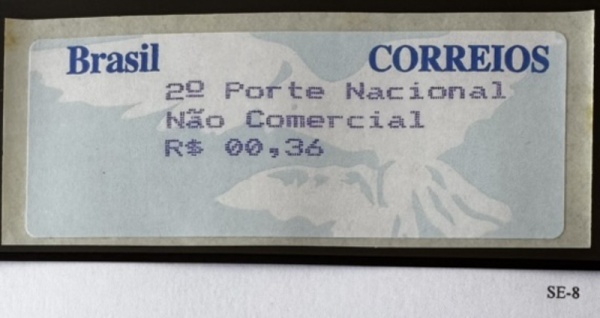 Brasil CORREIOS
2º Porte Nacional
Não Comercial
R$ 00,36
SE-8